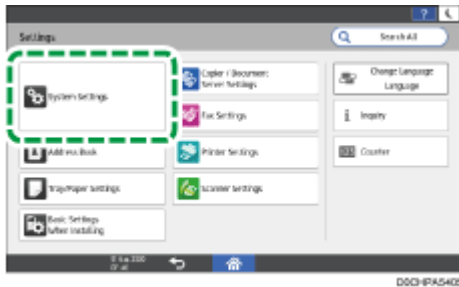 ?
Settings
Search All
System Settings
Copier / Document
Server Settings
Change Language
Language
Fax Settings
Inquiry
Address Book
Printer Settings
Counter
Tray/Paper Settings
Scanner Settings
Basic Settings
When Installing
D0CHPA5405